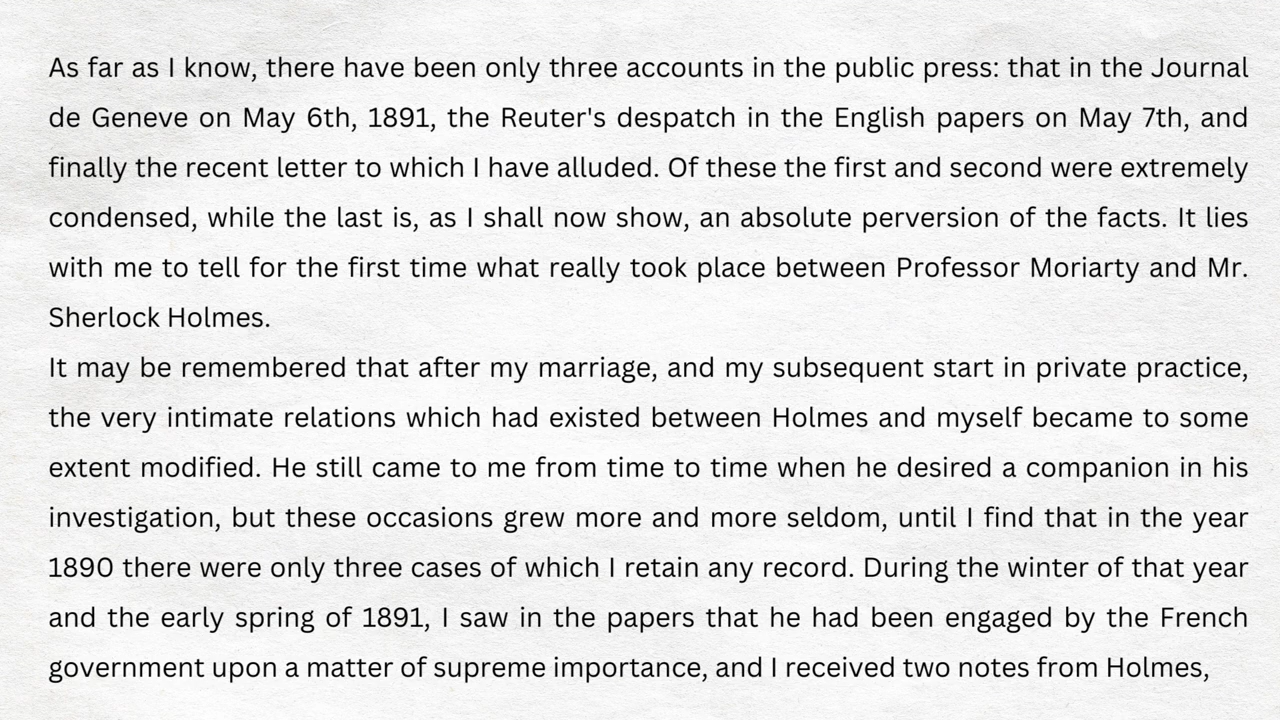 As far as I know, there have been only three accounts in the public press: that in the Journal
de Geneve on May 6th, 1891, the Reuter's despatch in the English papers on May 7th, and
finally the recent letter to which I have alluded. Of these the first and second were extremely
condensed, while the last is, as I shall now show, an absolute perversion of the facts. It lies
with me to tell for the first time what really took place between Professor Moriarty and Mr.
Sherlock Holmes.
It may be remembered that after my marriage, and my subsequent start in private practice,
the very intimate relations which had existed between Holmes and myself became to some
extent modified. He still came to me from time to time when he desired a companion in his
investigation, but these occasions grew more and more seldom, until I find that in the year
1890 there were only three cases of which I retain any record. During the winter of that year
and the early spring of 1891, I saw in the papers that he had been engaged by the French
government upon a matter of supreme importance, and I received two notes from Holmes,